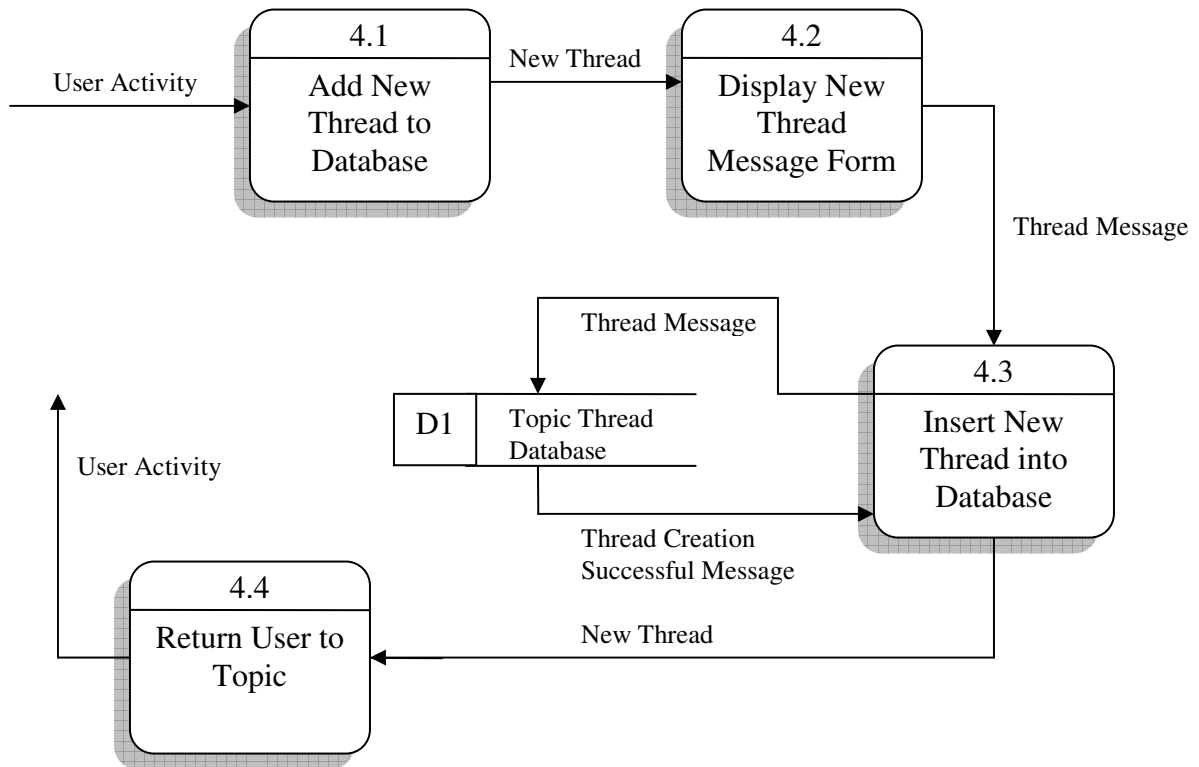 4.1
Add New
Thread to
Database
User Activity
New Thread
4.2
Display New
Thread
Message Form
Thread Message
Thread Message
4.3
Insert New
Thread into
Database
D1
Topic Thread
Database
User Activity
Thread Creation
Successful Message
4.4
Return User to
Topic
New Thread